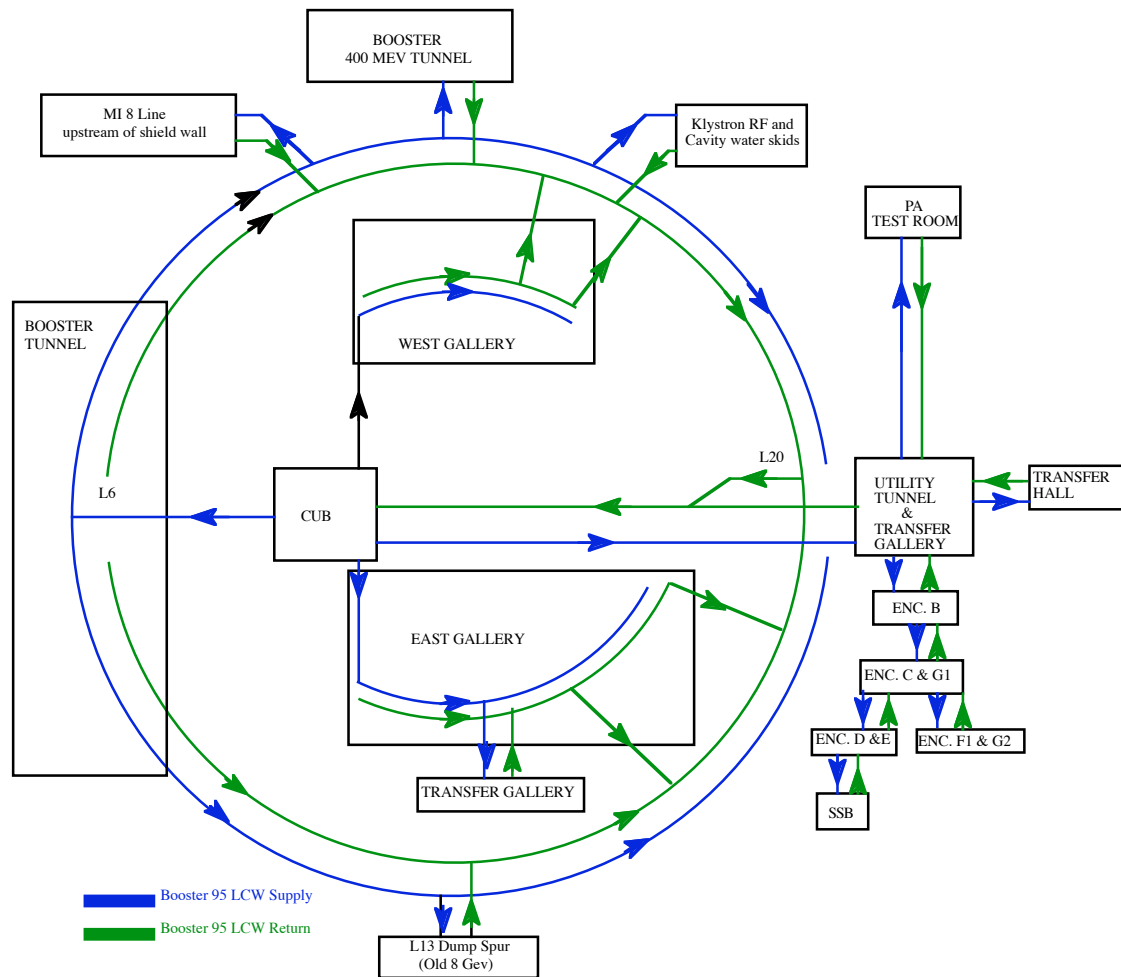 BOOSTER
400 MEV TUNNEL
MI 8 Line
upstream of shield wall
Klystron RF and
Cavity water skids
PA
TEST ROOM
BOOSTER
TUNNEL
WEST GALLERY
L6
L20
CUB
UTILITY
TUNNEL
&
TRANSFER
GALLERY
TRANSFER
HALL
ENC. B
EAST GALLERY
ENC. C & G1
ENC. D &E
ENC. F1 & G2
TRANSFER GALLERY
SSB
Booster 95 LCW Supply
Booster 95 LCW Return
L13 Dump Spur
(Old 8 Gev)